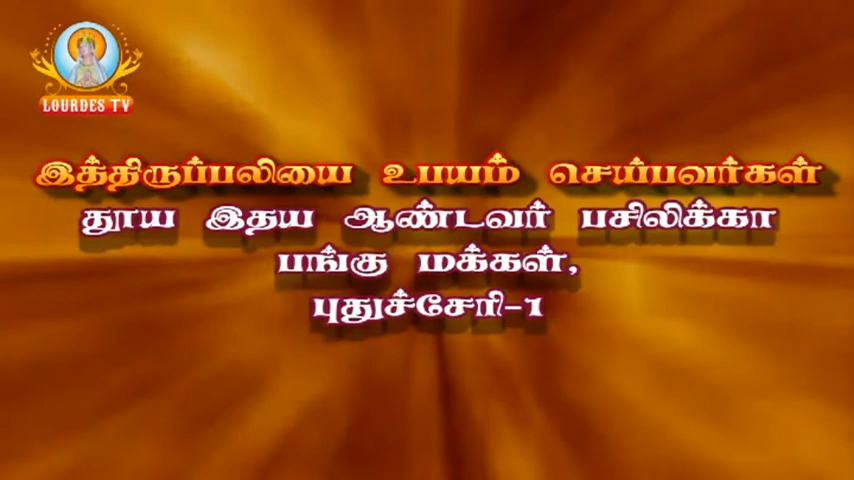 LOURDES TV
இத்திருப்பலியை உபயம் செய்பவர்கள்
தூய இதய ஆண்டவர் பசிலிக்கா
பங்கு மக்கள்,
புதுச்சேரி-1